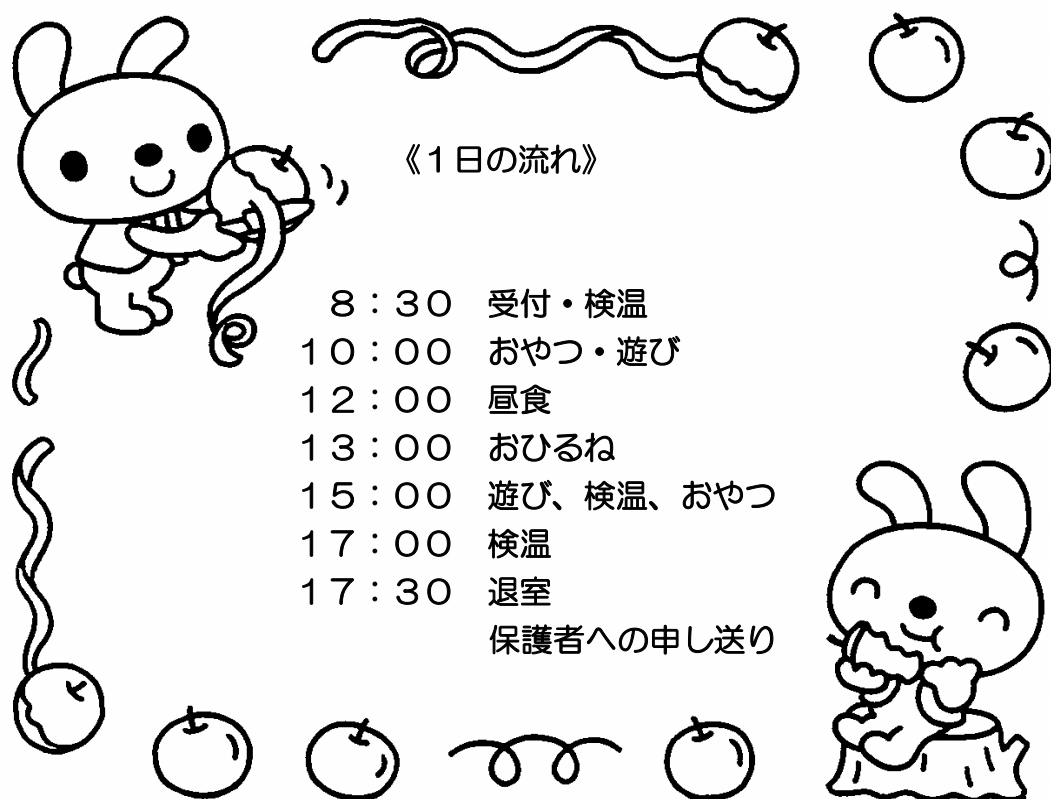 《１日の流れ》
８：３０　受付・検温
１０：００　おやつ・遊び
１２：００　昼食
１３：００　おひるね
１５：００　遊び、検温、おやつ
１７：００　検温
１７：３０　退室
保護者への申し送り